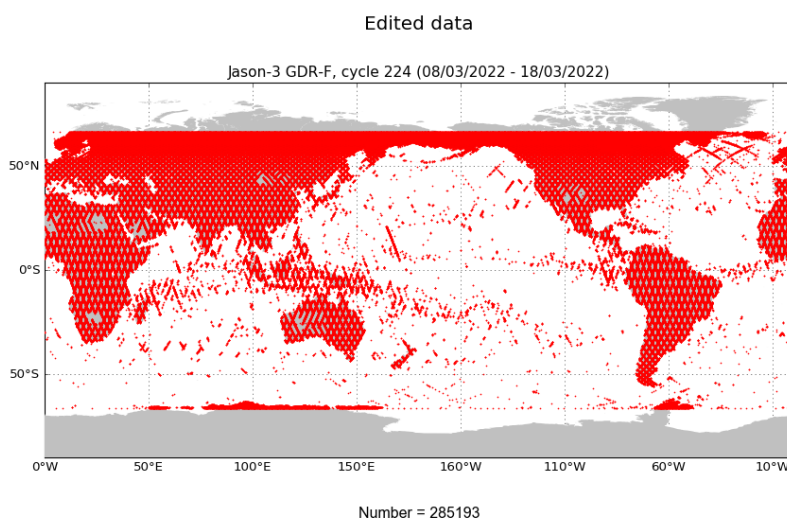 Edited data
Jason-3 GDR-F, cycle 224 (08/03/2022 - 18/03/2022)
50°N
0°S
50°S
0°W 50°E 100°E 150°E 160°W 110°W 60°W 10°W
Number = 285193